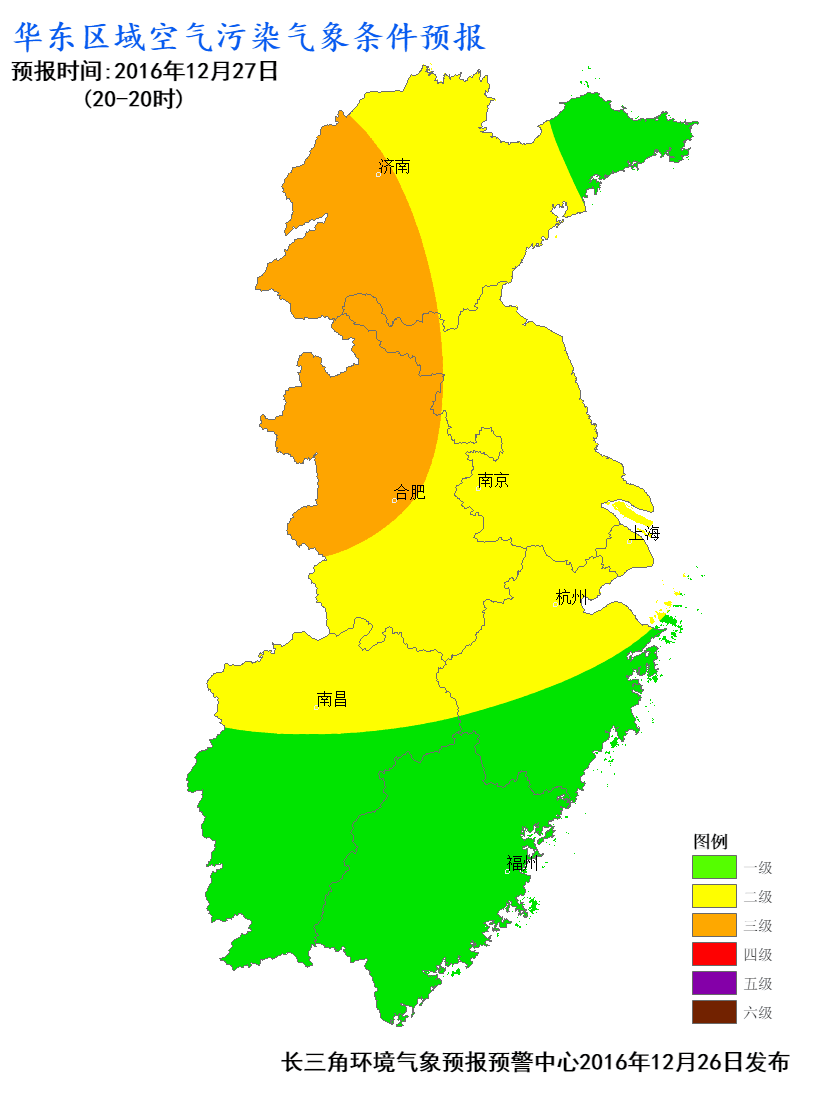 华东区域空气污染气象条件预报
预报时间:2016年12月27日
(20-20时)
济南
合肥
南京
上海
杭州
南昌
福州
图例
一级
二级
三级
四级
五级
六级
长三角环境气象预报预警中心2016年12月26日发布